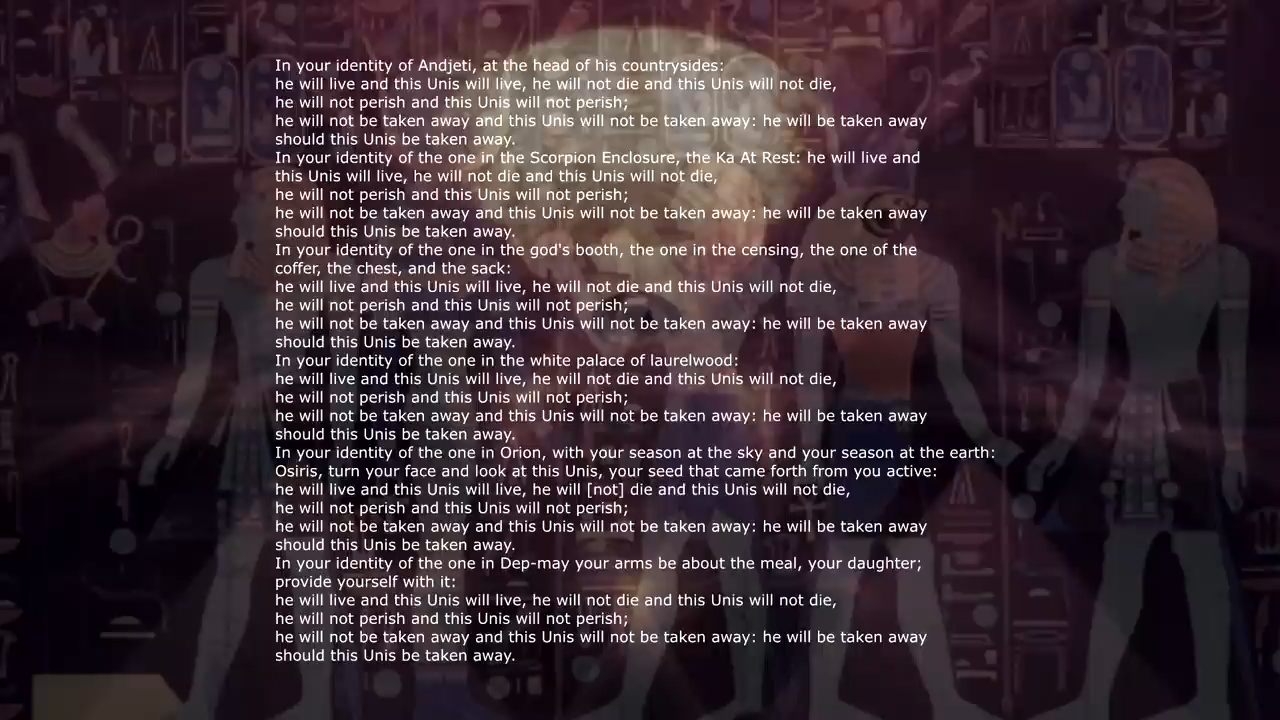 In your identity of Andjeti, at the head of his countrysides:
he will live and this Unis will live, he will not die and this Unis will not die,
he will not perish and this Unis will not perish;
he will not be taken away and this Unis will not be taken away: he will be taken away
should this Unis be taken away.
In your identity of the one in the Scorpion Enclosure, the Ka At Rest: he will live and
this Unis will live, he will not die and this Unis will not die,
he will not perish and this Unis will not perish;
he will not be taken away and this Unis will not be taken away: he will be taken away
should this Unis be taken away.
In your identity of the one in the god's booth, the one in the censing, the one of the
coffer, the chest, and the sack:
he will live and this Unis will live, he will not die and this Unis will not die,
he will not perish and this Unis will not perish;
he will not be taken away and this Unis will not be taken away: he will be taken away
should this Unis be taken away.
In your identity of the one in the white palace of laurelwood:
he will live and this Unis will live, he will not die and this Unis will not die,
he will not perish and this Unis will not perish;
he will not be taken away and this Unis will not be taken away: he will be taken away
should this Unis be taken away.
In your identity of the one in Orion, with your season at the sky and your season at the earth:
Osiris, turn your face and look at this Unis, your seed that came forth from you active:
he will live and this Unis will live, he will [not] die and this Unis will not die,
he will not perish and this Unis will not perish;
he will not be taken away and this Unis will not be taken away: he will be taken away
should this Unis be taken away.
In your identity of the one in Dep-may your arms be about the meal, your daughter;
provide yourself with it:
he will live and this Unis will live, he will not die and this Unis will not die,
he will not perish and this Unis will not perish;
he will not be taken away and this Unis will not be taken away: he will be taken away
should this Unis be taken away.